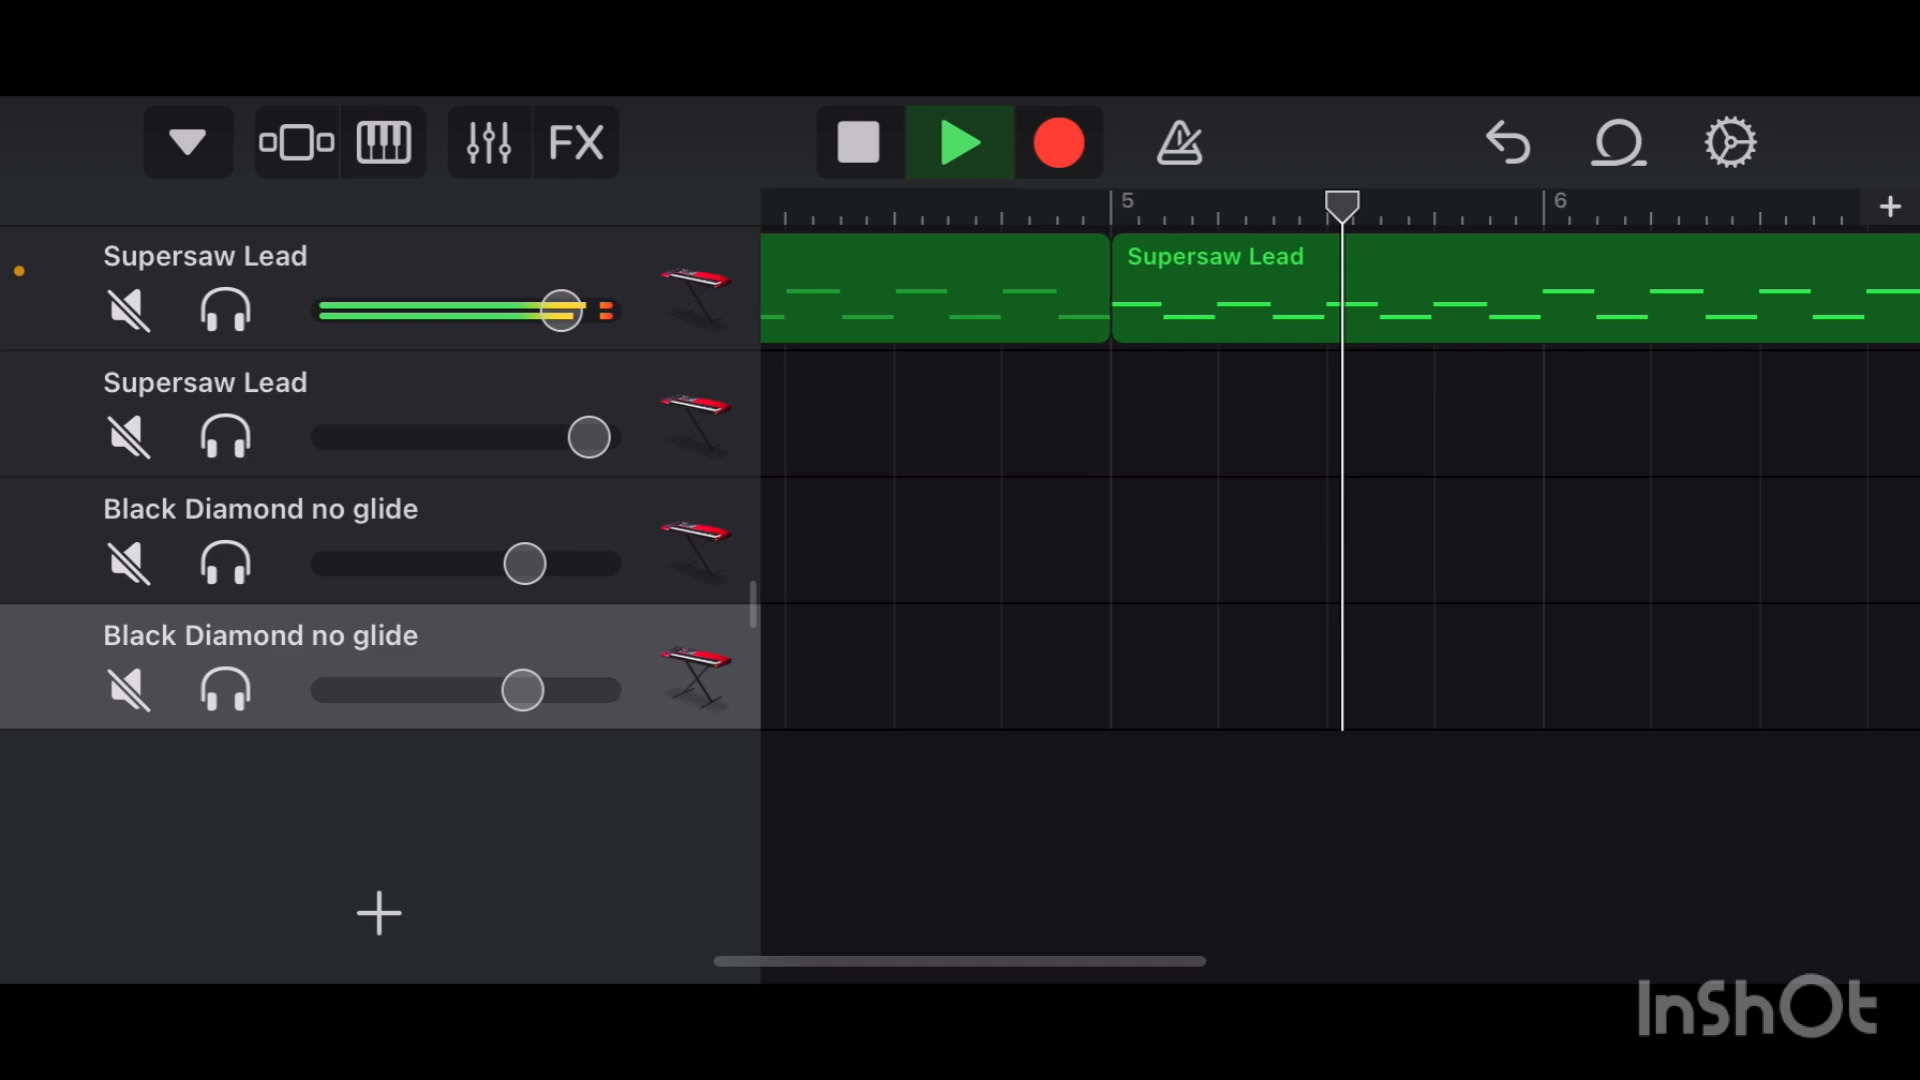 FX
5
6
Supersaw Lead
Supersaw Lead
Supersaw Lead
Black Diamond no glide
Black Diamond no glide
InShOt